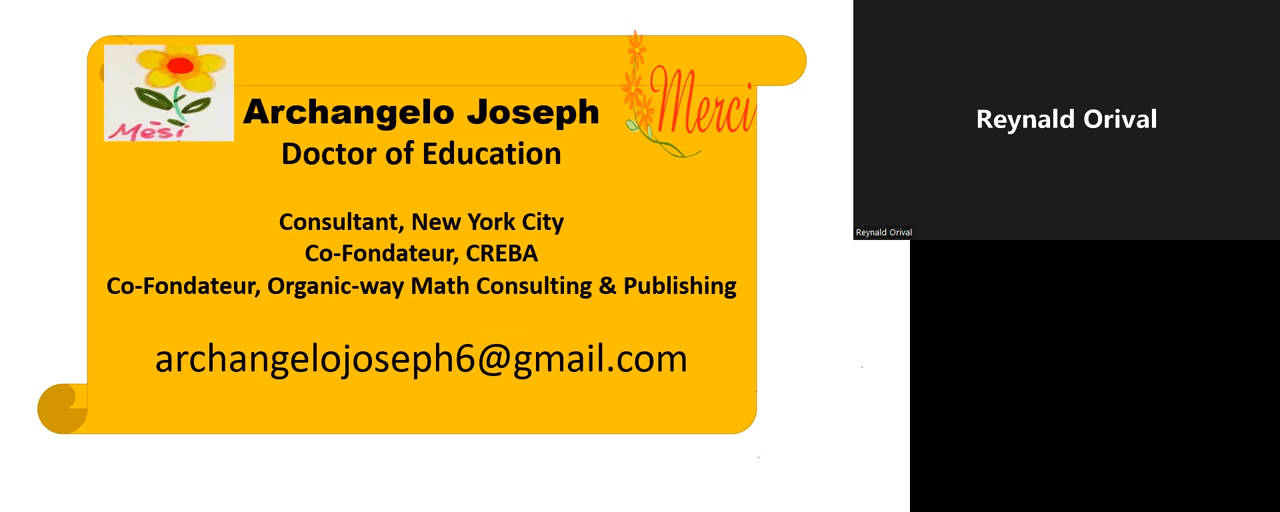 Mèsi
Merci
Archangelo Joseph
Doctor of Education
Consultant, New York City
Co-Fondateur, CREBA
Co-Fondateur, Organic-way Math Consulting & Publishing
archangelojoseph6@gmail.com
Reynald Orival
Reynald Orival